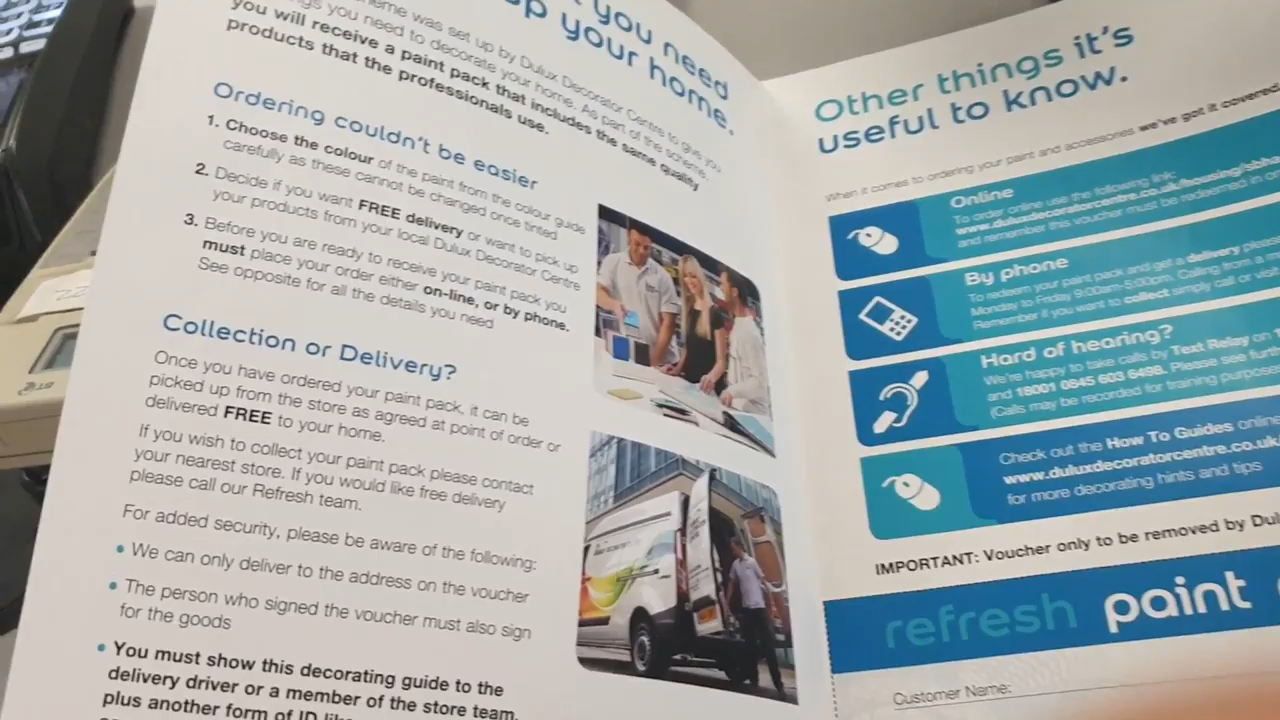 you need
up your home.
was set up by Dulux Decorator Centre to give you
you need to decorate your home. As part of the scheme,
you will receive a paint pack that includes the same quality
products that the professionals use.
Ordering couldn't be easier
1. Choose the colour of the paint from the colour guide
carefully as these cannot be changed once tinted
2. Decide if you want FREE delivery or want to pick up
your products from your local Dulux Decorator Centre
3. Before you are ready to receive your paint pack you
must place your order either on-line, or by phone.
See opposite for all the details you need
Collection or Delivery?
Once you have ordered your paint pack, it can be
picked up from the store as agreed at point of order or
delivered FREE to your home.
If you wish to collect your paint pack please contact
your nearest store. If you would like free delivery
please call our Refresh team.
For added security, please be aware of the following:
• We can only deliver to the address on the voucher
• The person who signed the voucher must also sign
for the goods
• You must show this decorating guide to the
delivery driver or a member of the store team,
plus another form of ID
Other things it's
useful to know.
When it comes to ordering your paint and accessories we've got it covered
Online
To order online use the following link:
www.duluxdecoratorcentre.co.uk/housing/
and remember this voucher must be redeemed in
By phone
To redeem your paint pack and get a delivery
Monday to Friday 9:00am-5:00pm. Calling from a
Remember if you want to collect simply call or visit
Hard of hearing?
We're happy to take calls by Text Relay on
and 18001 0845 603 6498. Please see
(Calls may be recorded for training purposes
Check out the How To Guides online
www.duluxdecoratorcentre.co.uk
for more decorating hints and tips
IMPORTANT: Voucher only to be removed by
refresh paint
Customer Name: